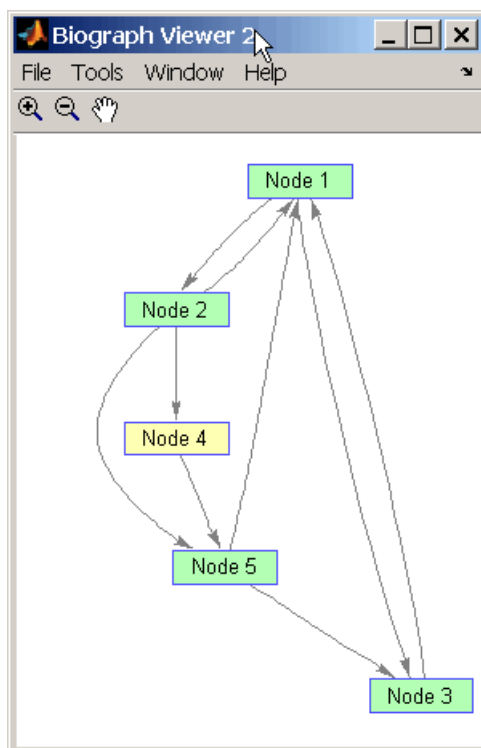 Biograph Viewer 2
File Tools Window Help
Node 1
Node 2
Node 4
Node 5
Node 3